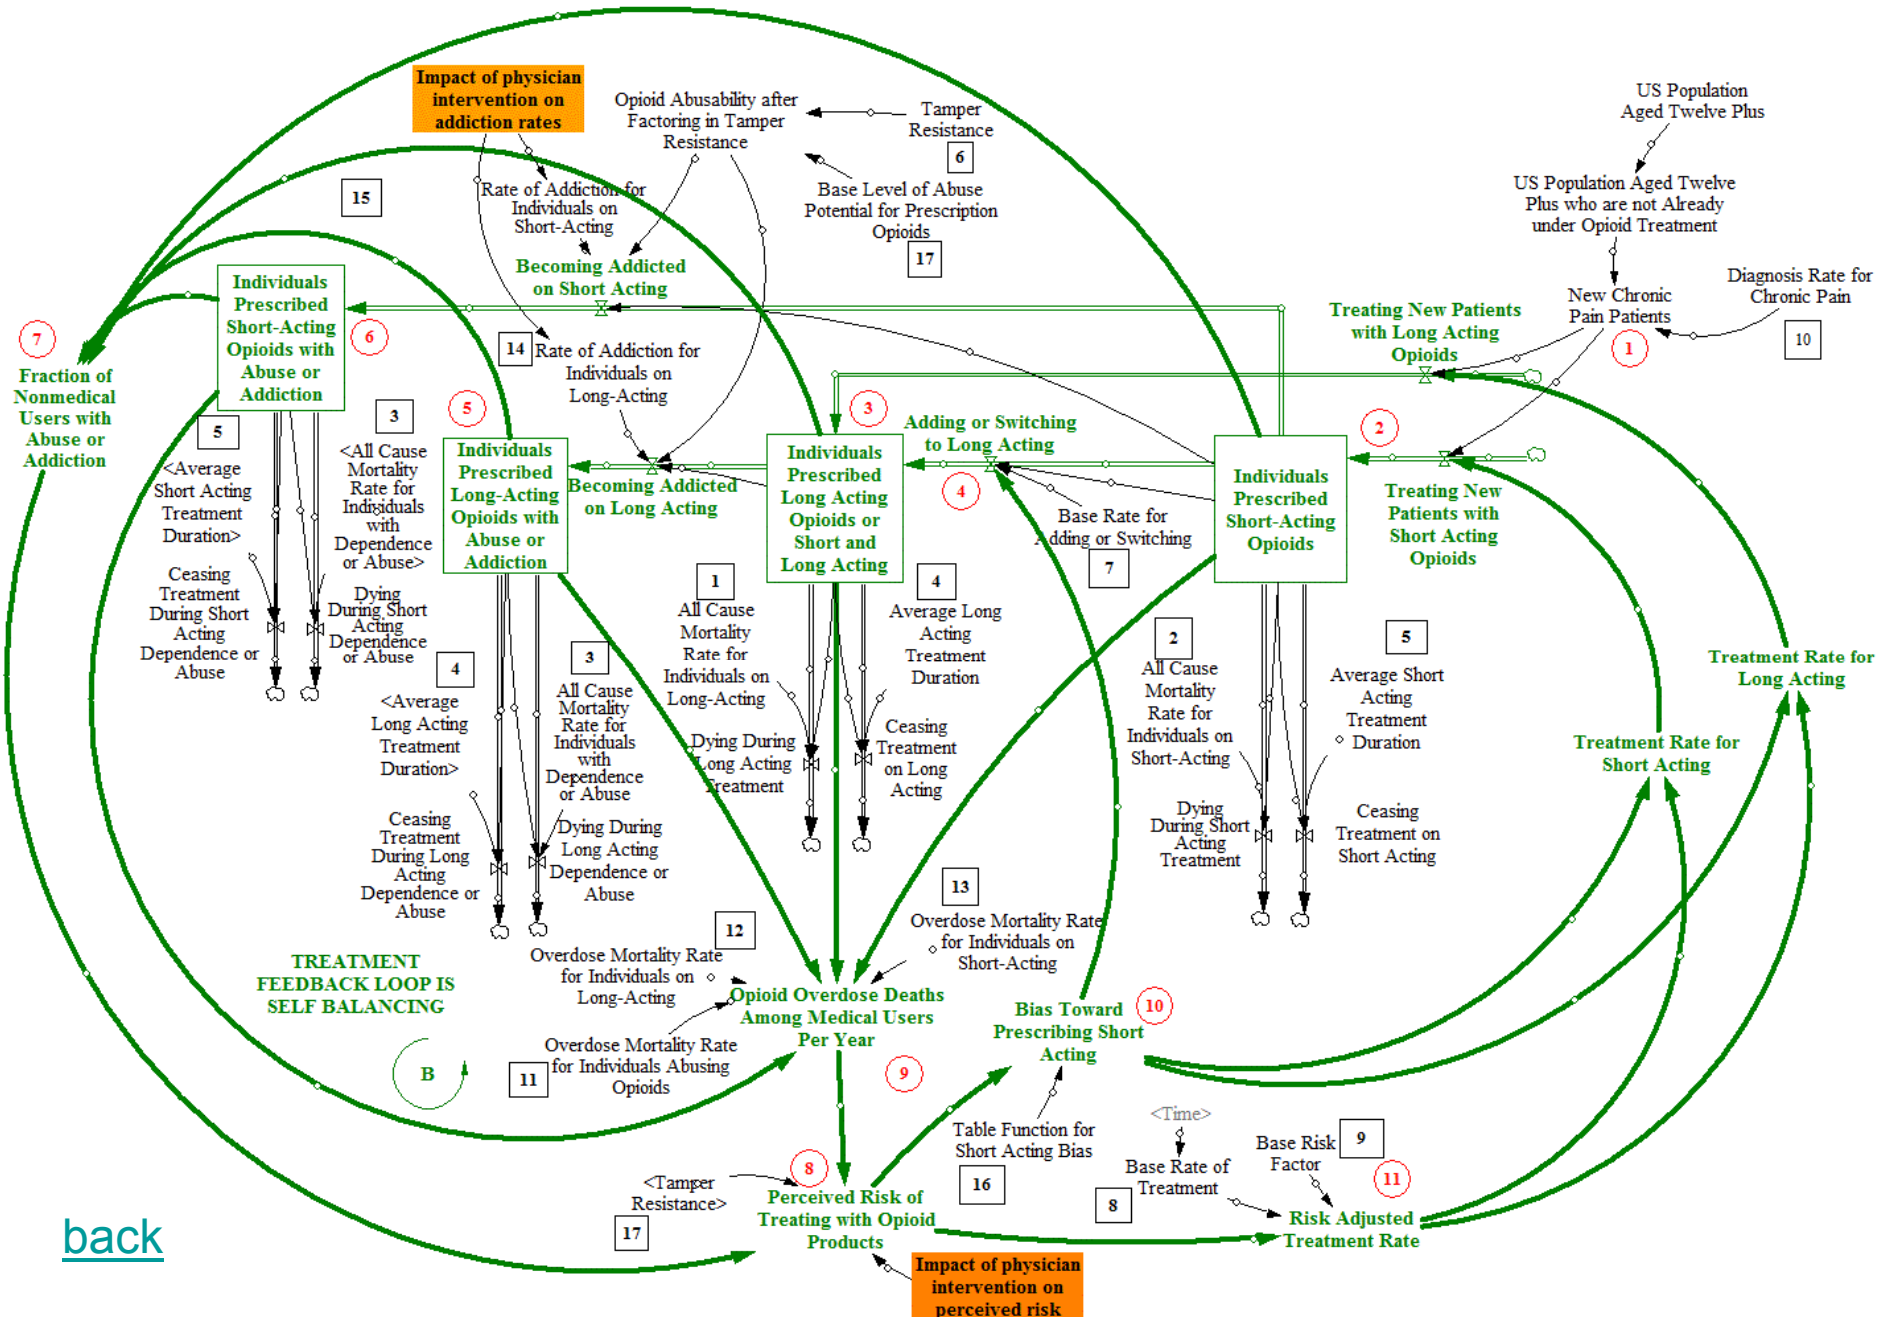 Impact of physician
intervention on
addiction rates
Opioid Abusability after
Factoring in Tamper
Resistance
Tamper
Resistance
6
US Population
Aged Twelve Plus
15
Rate of Addiction for
Individuals on
Short-Acting
Base Level of Abuse
Potential for Prescription
Opioids
17
US Population Aged Twelve
Plus who are not Already
under Opioid Treatment
Becoming Addicted
on Short Acting
Individuals
Prescribed
Short-Acting
Opioids with
Abuse or
Addiction
6
7
Fraction of
Nonmedical
Users with
Abuse or
Addiction
Diagnosis Rate for
Chronic Pain
10
New Chronic
Pain Patients
1
Treating New Patients
with Long Acting
Opioids
14
Rate of Addiction for
Individuals on
Long-Acting
5
3
Adding or Switching
to Long Acting
4
2
5
<Average
Short Acting
Treatment
Duration>
3
<All Cause
Mortality
Rate for
Individuals
with
Dependence
or Abuse>
Individuals
Prescribed
Long-Acting
Opioids with
Abuse or
Addiction
Becoming Addicted
on Long Acting
Individuals
Prescribed
Long Acting
Opioids or
Short and
Long Acting
Base Rate for
Adding or Switching
7
Individuals
Prescribed
Short-Acting
Opioids
Treating New
Patients with
Short Acting
Opioids
Ceasing
Treatment
During Short
Acting
Dependence or
Abuse
Dying
During Short
Acting
Dependence
or Abuse
4
<Average
Long Acting
Treatment
Duration>
3
All Cause
Mortality
Rate for
Individuals
with
Dependence
or Abuse
1
All Cause
Mortality
Rate for
Individuals on
Long-Acting
4
Average Long
Acting
Treatment
Duration
2
All Cause
Mortality
Rate for
Individuals on
Short-Acting
5
Average Short
Acting
Treatment
Duration
Treatment Rate for
Long Acting
Treatment Rate for
Short Acting
Dying During
Long Acting
Treatment
Ceasing
Treatment
on Long
Acting
Dying
During Short
Acting
Treatment
Ceasing
Treatment on
Short Acting
Ceasing
Treatment
During Long
Acting
Dependence or
Abuse
Dying During
Long Acting
Dependence or
Abuse
13
Overdose Mortality Rate
for Individuals on
Short-Acting
12
Overdose Mortality Rate
for Individuals on
Long-Acting
TREATMENT
FEEDBACK LOOP IS
SELF BALANCING
B
Opioid Overdose Deaths
Among Medical Users
Per Year
9
11
Overdose Mortality Rate
for Individuals Abusing
Opioids
Bias Toward
Prescribing Short
Acting
10
Table Function for
Short Acting Bias
16
<Time>
Base Rate of
Treatment
8
Base Risk
Factor
9
11
Risk Adjusted
Treatment Rate
<Tamper
Resistance>
17
8
Perceived Risk of
Treating with Opioid
Products
Impact of physician
intervention on
perceived risk
back